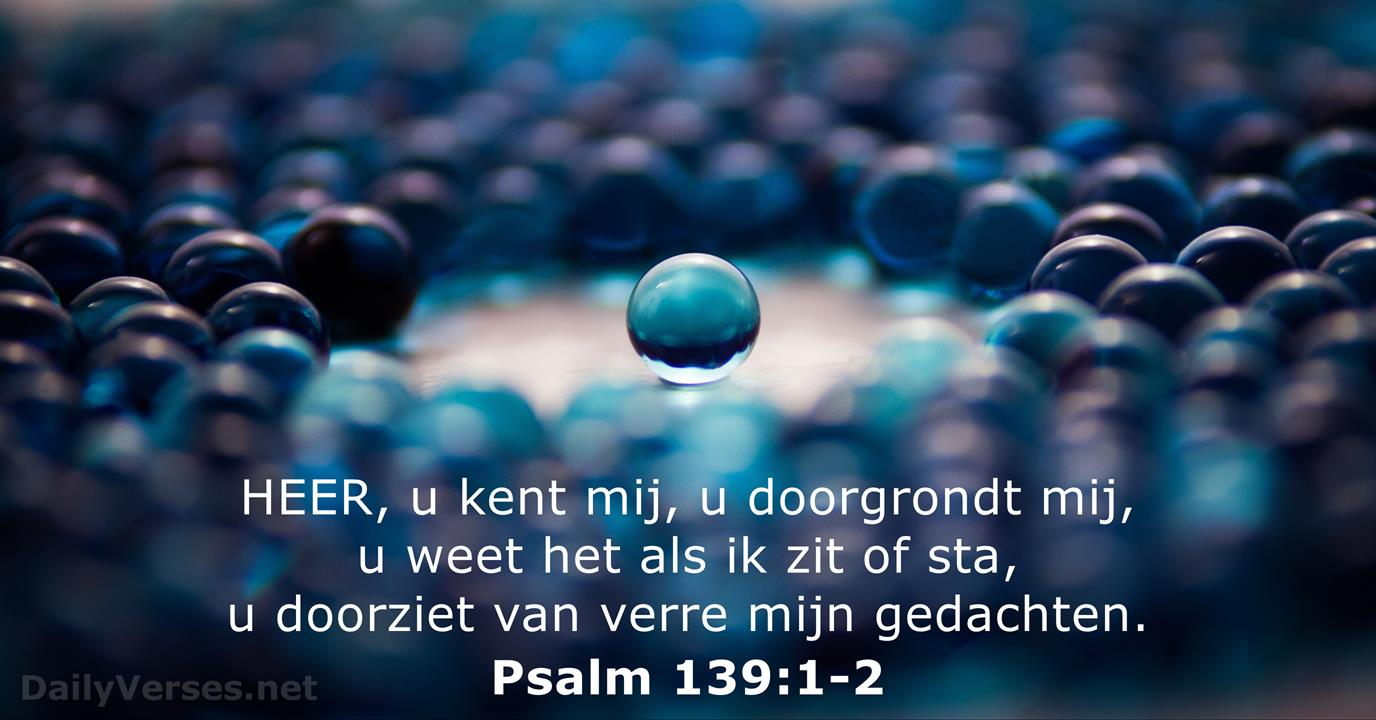 HEER, u kent mij, u doorgrondt mij,
u weet het als ik zit of sta,
u doorziet van verre mijn gedachten.
Psalm 139:1-2
DailyVerses.net